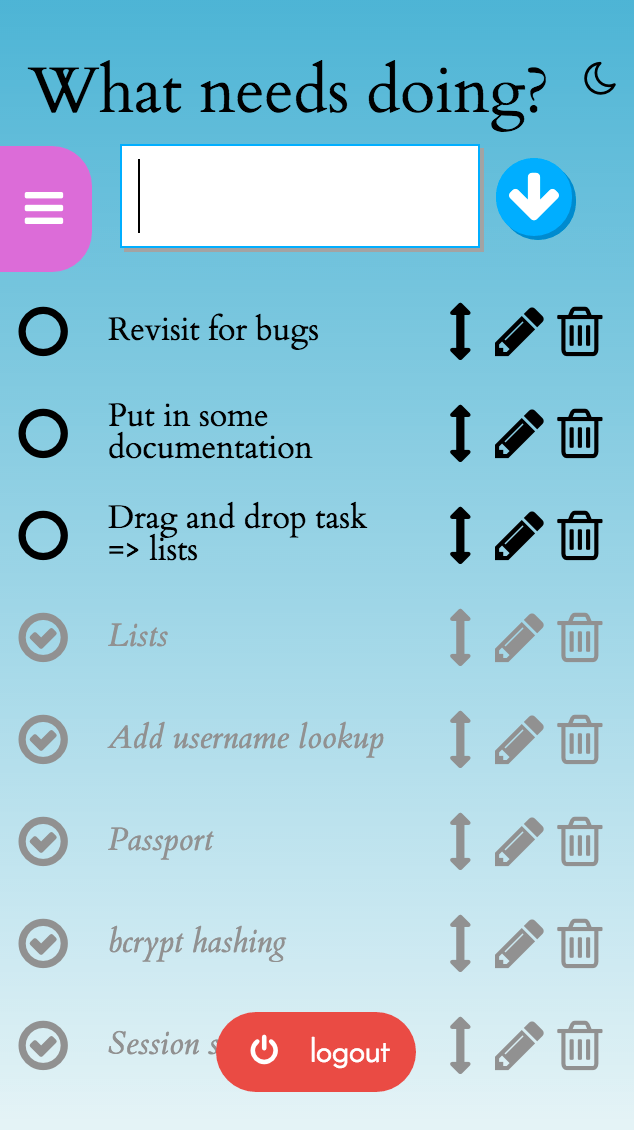 What needs doing?
Revisit for bugs
Put in some
documentation
Drag and drop task
=> lists
Lists
Add username lookup
Passport
bcrypt hashing
Session
logout